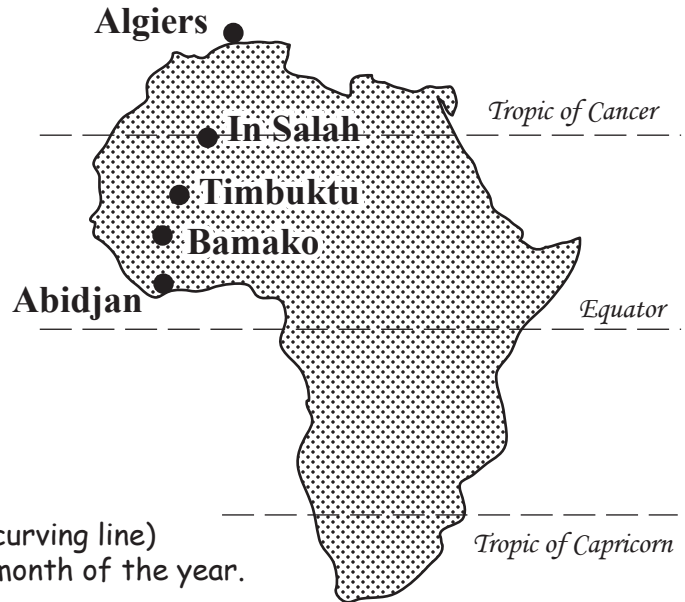 Algiers
Tropic of Cancer
In Salah
Timbuktu
Bamako
Abidjan
Equator
curving line)
Tropic of Capricorn
month of the year.